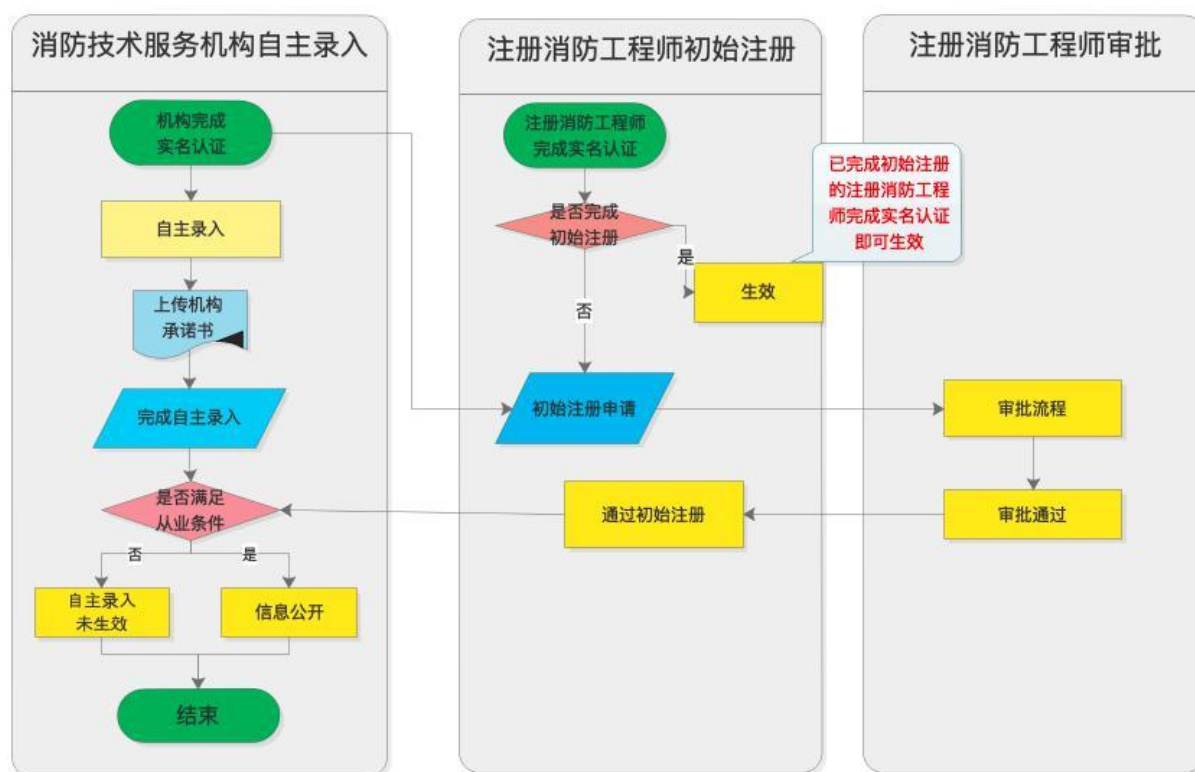 消防技术服务机构自主录入
机构完成
实名认证
自主录入
上传机构
承诺书
完成自主录入
是否满足
从业条件
否
是
自主录入
未生效
信息公开
结束
注册消防工程师初始注册
注册消防工程师
完成实名认证
是否完成
初始注册
是
否
生效
已完成初始注册
的注册消防工程
师完成实名认证
即可生效
初始注册申请
通过初始注册
注册消防工程师审批
审批流程
审批通过